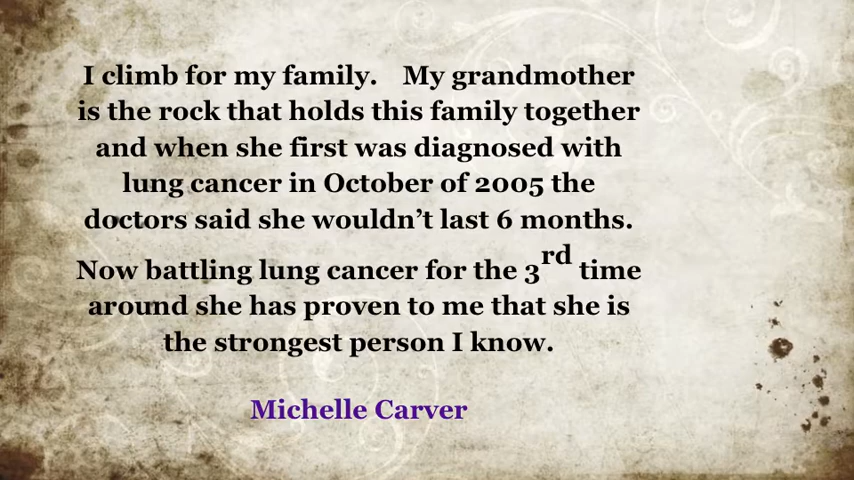 I climb for my family.    My grandmother
is the rock that holds this family together
and when she first was diagnosed with
lung cancer in October of 2005 the
doctors said she wouldn’t last 6 months.
Now battling lung cancer for the 3rd time
around she has proven to me that she is
the strongest person I know.
Michelle Carver